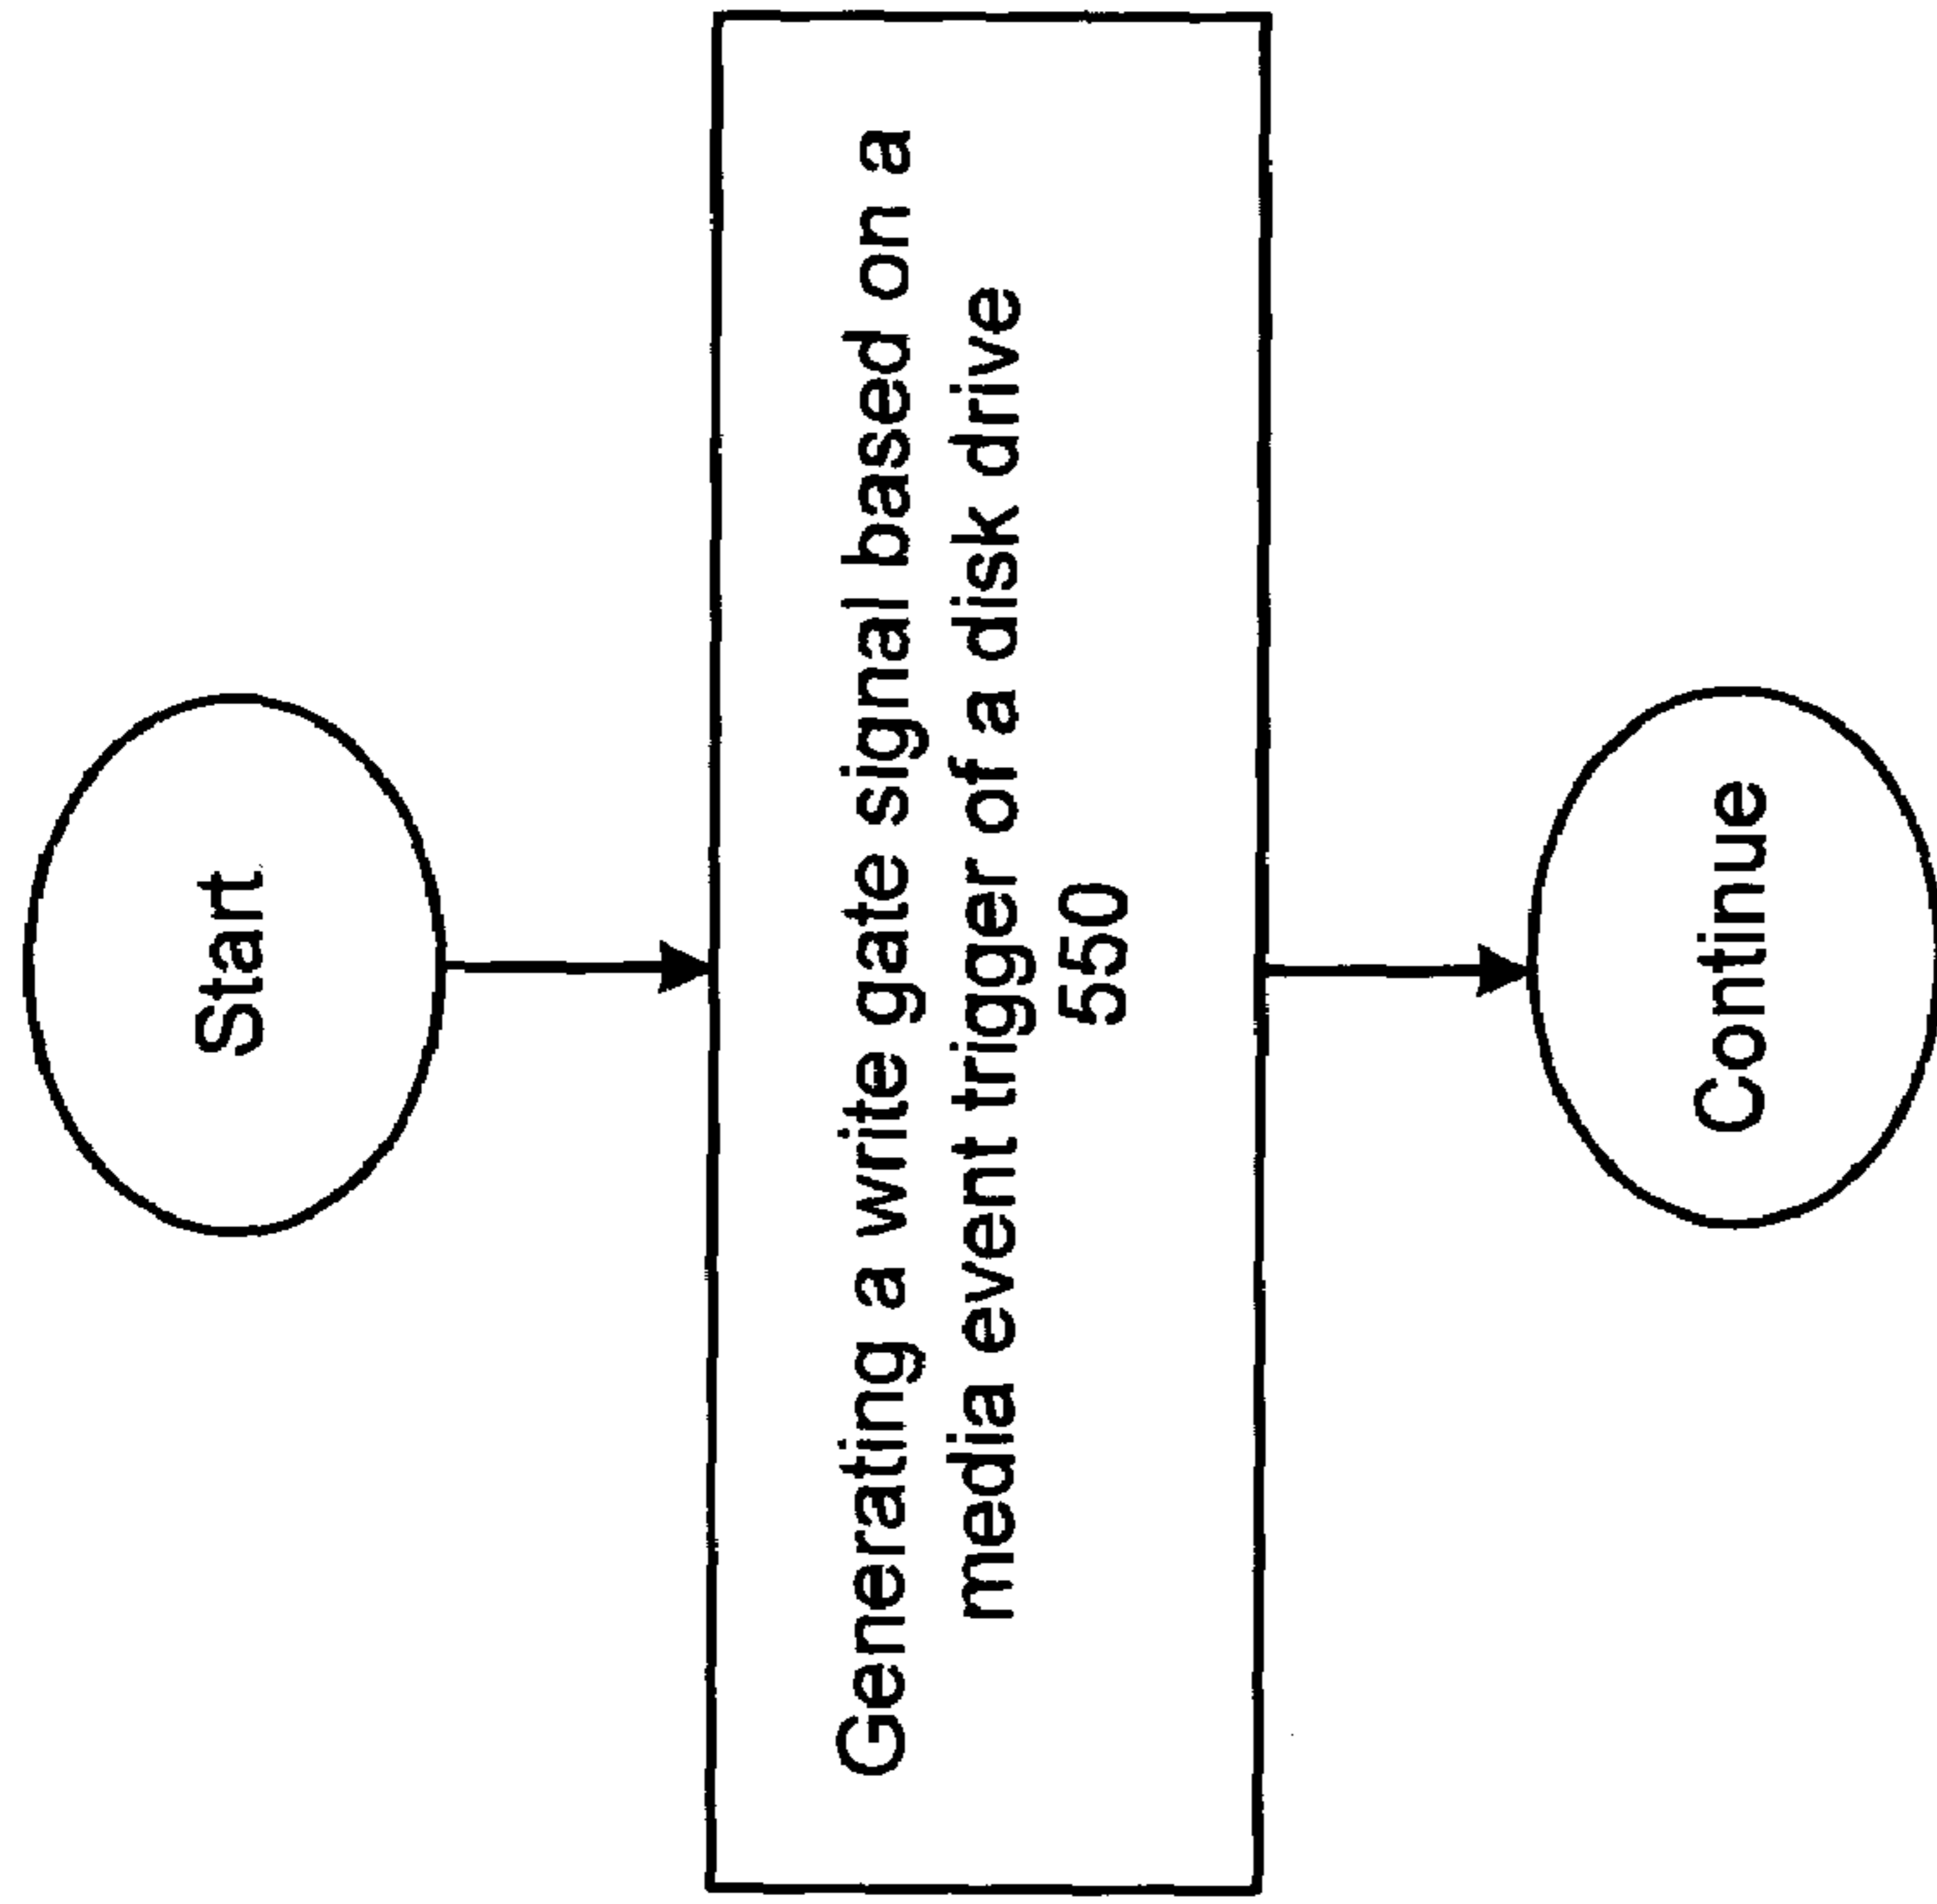 Start
Generating a write gate signal based on a
media event trigger of a disk drive
550
Continue